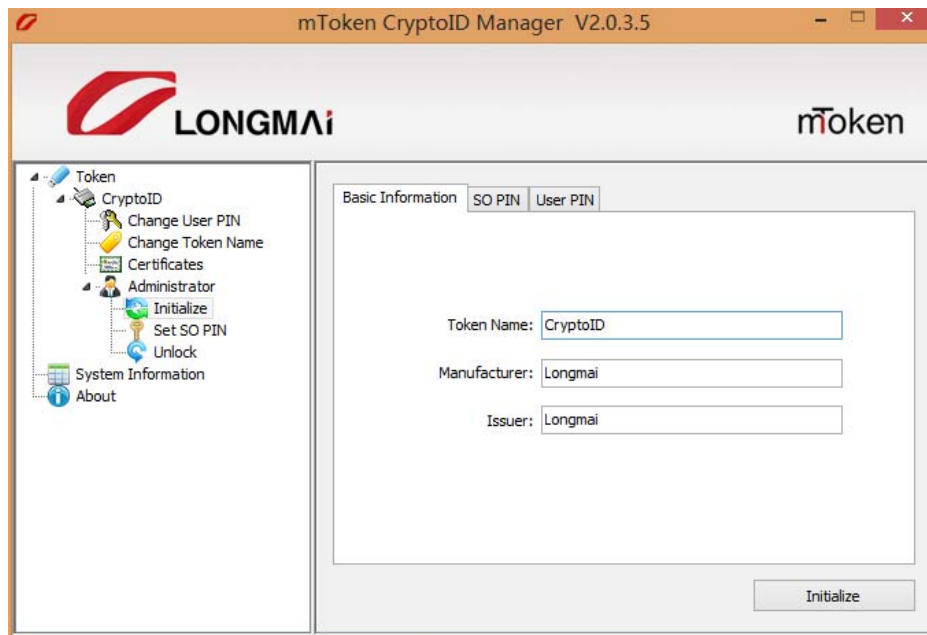 mToken CryptoID Manager V2.0.3.5
LONGMAi
mToken
Token
CryptoID
Change User PIN
Change Token Name
Certificates
Administrator
Initialize
Set SO PIN
Unlock
System Information
About
Basic Information SO PIN User PIN
Token Name: CryptoID
Manufacturer: Longmai
Issuer: Longmai
Initialize